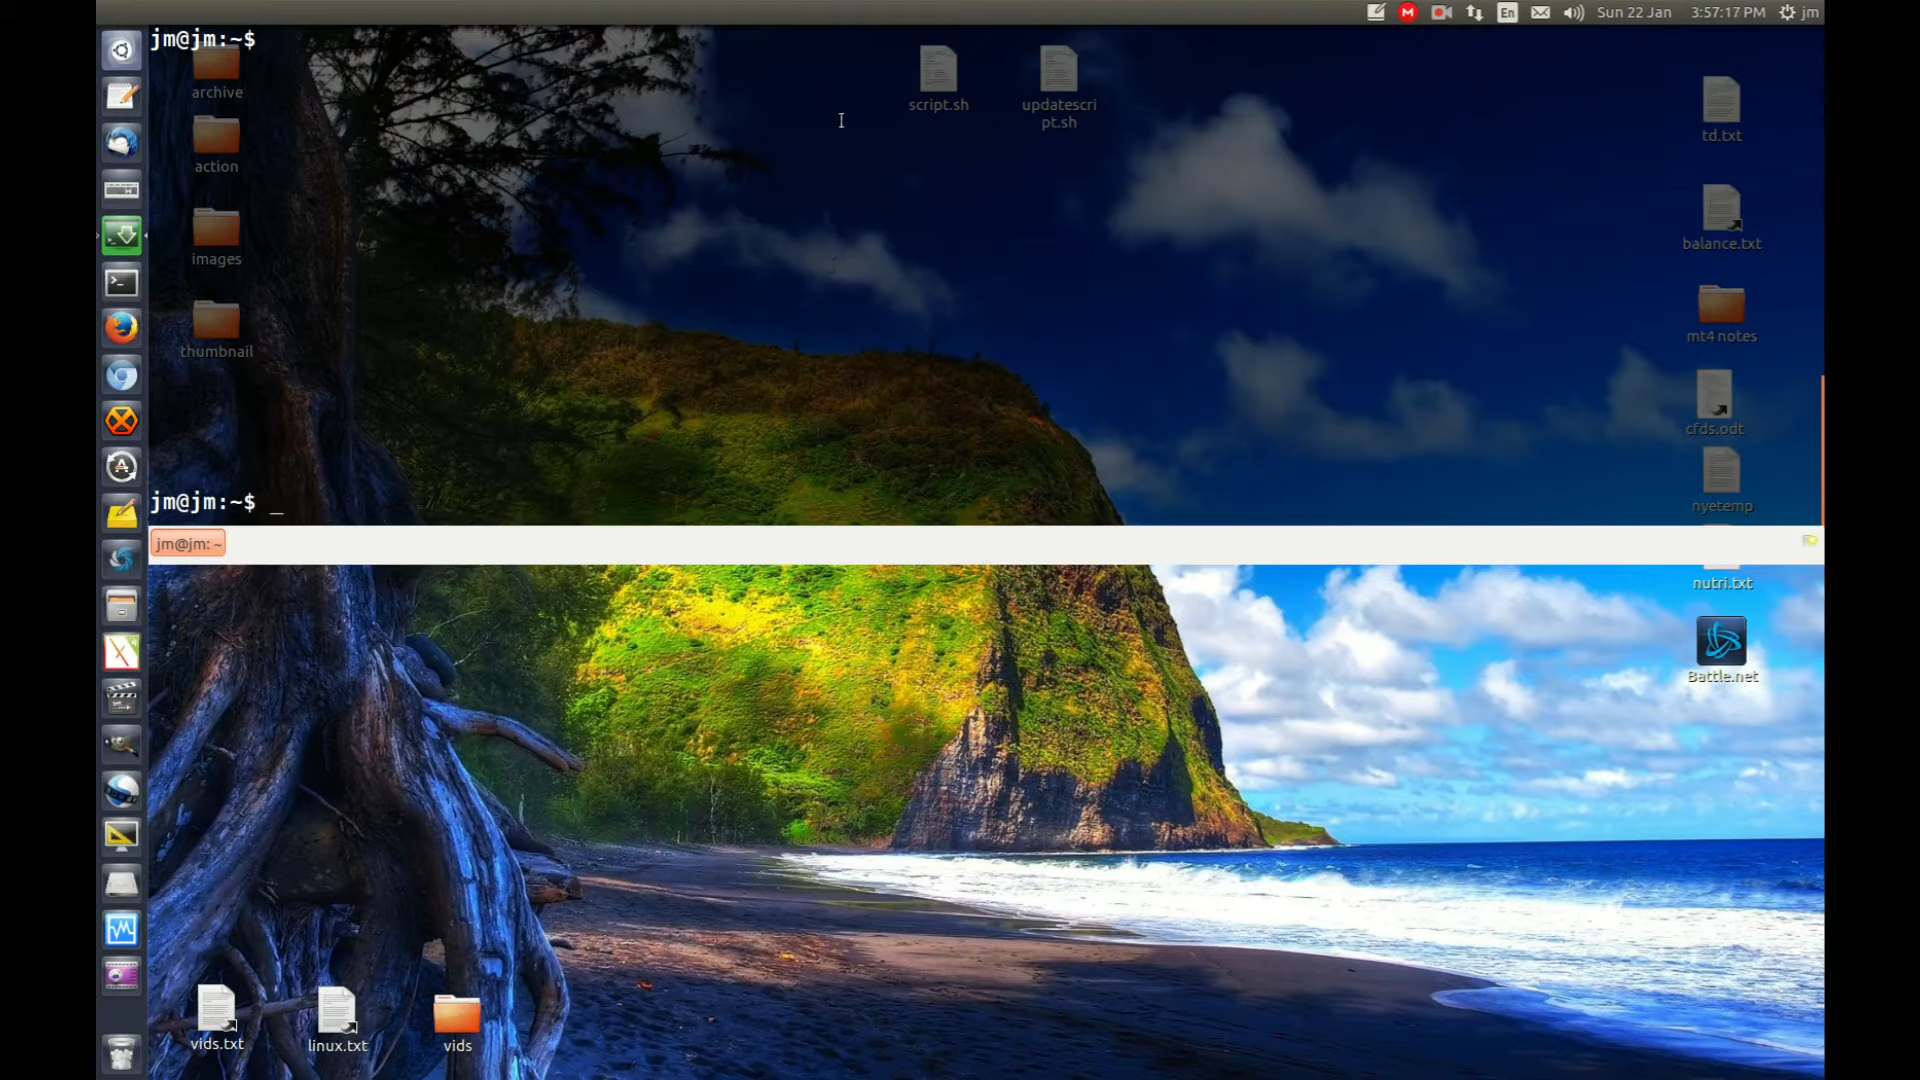 En
Sun 22 Jan
3:57:17 PM
jm
jm@jm:~$
archive
script.sh
updatescri
pt.sh
td.txt
action
balance.txt
images
mt4 notes
thumbnail
cfds.odt
jm@jm:~$ _
nyetemp
jm@jm: ~
nutri.txt
Battle.net
vids.txt
linux.txt
vids